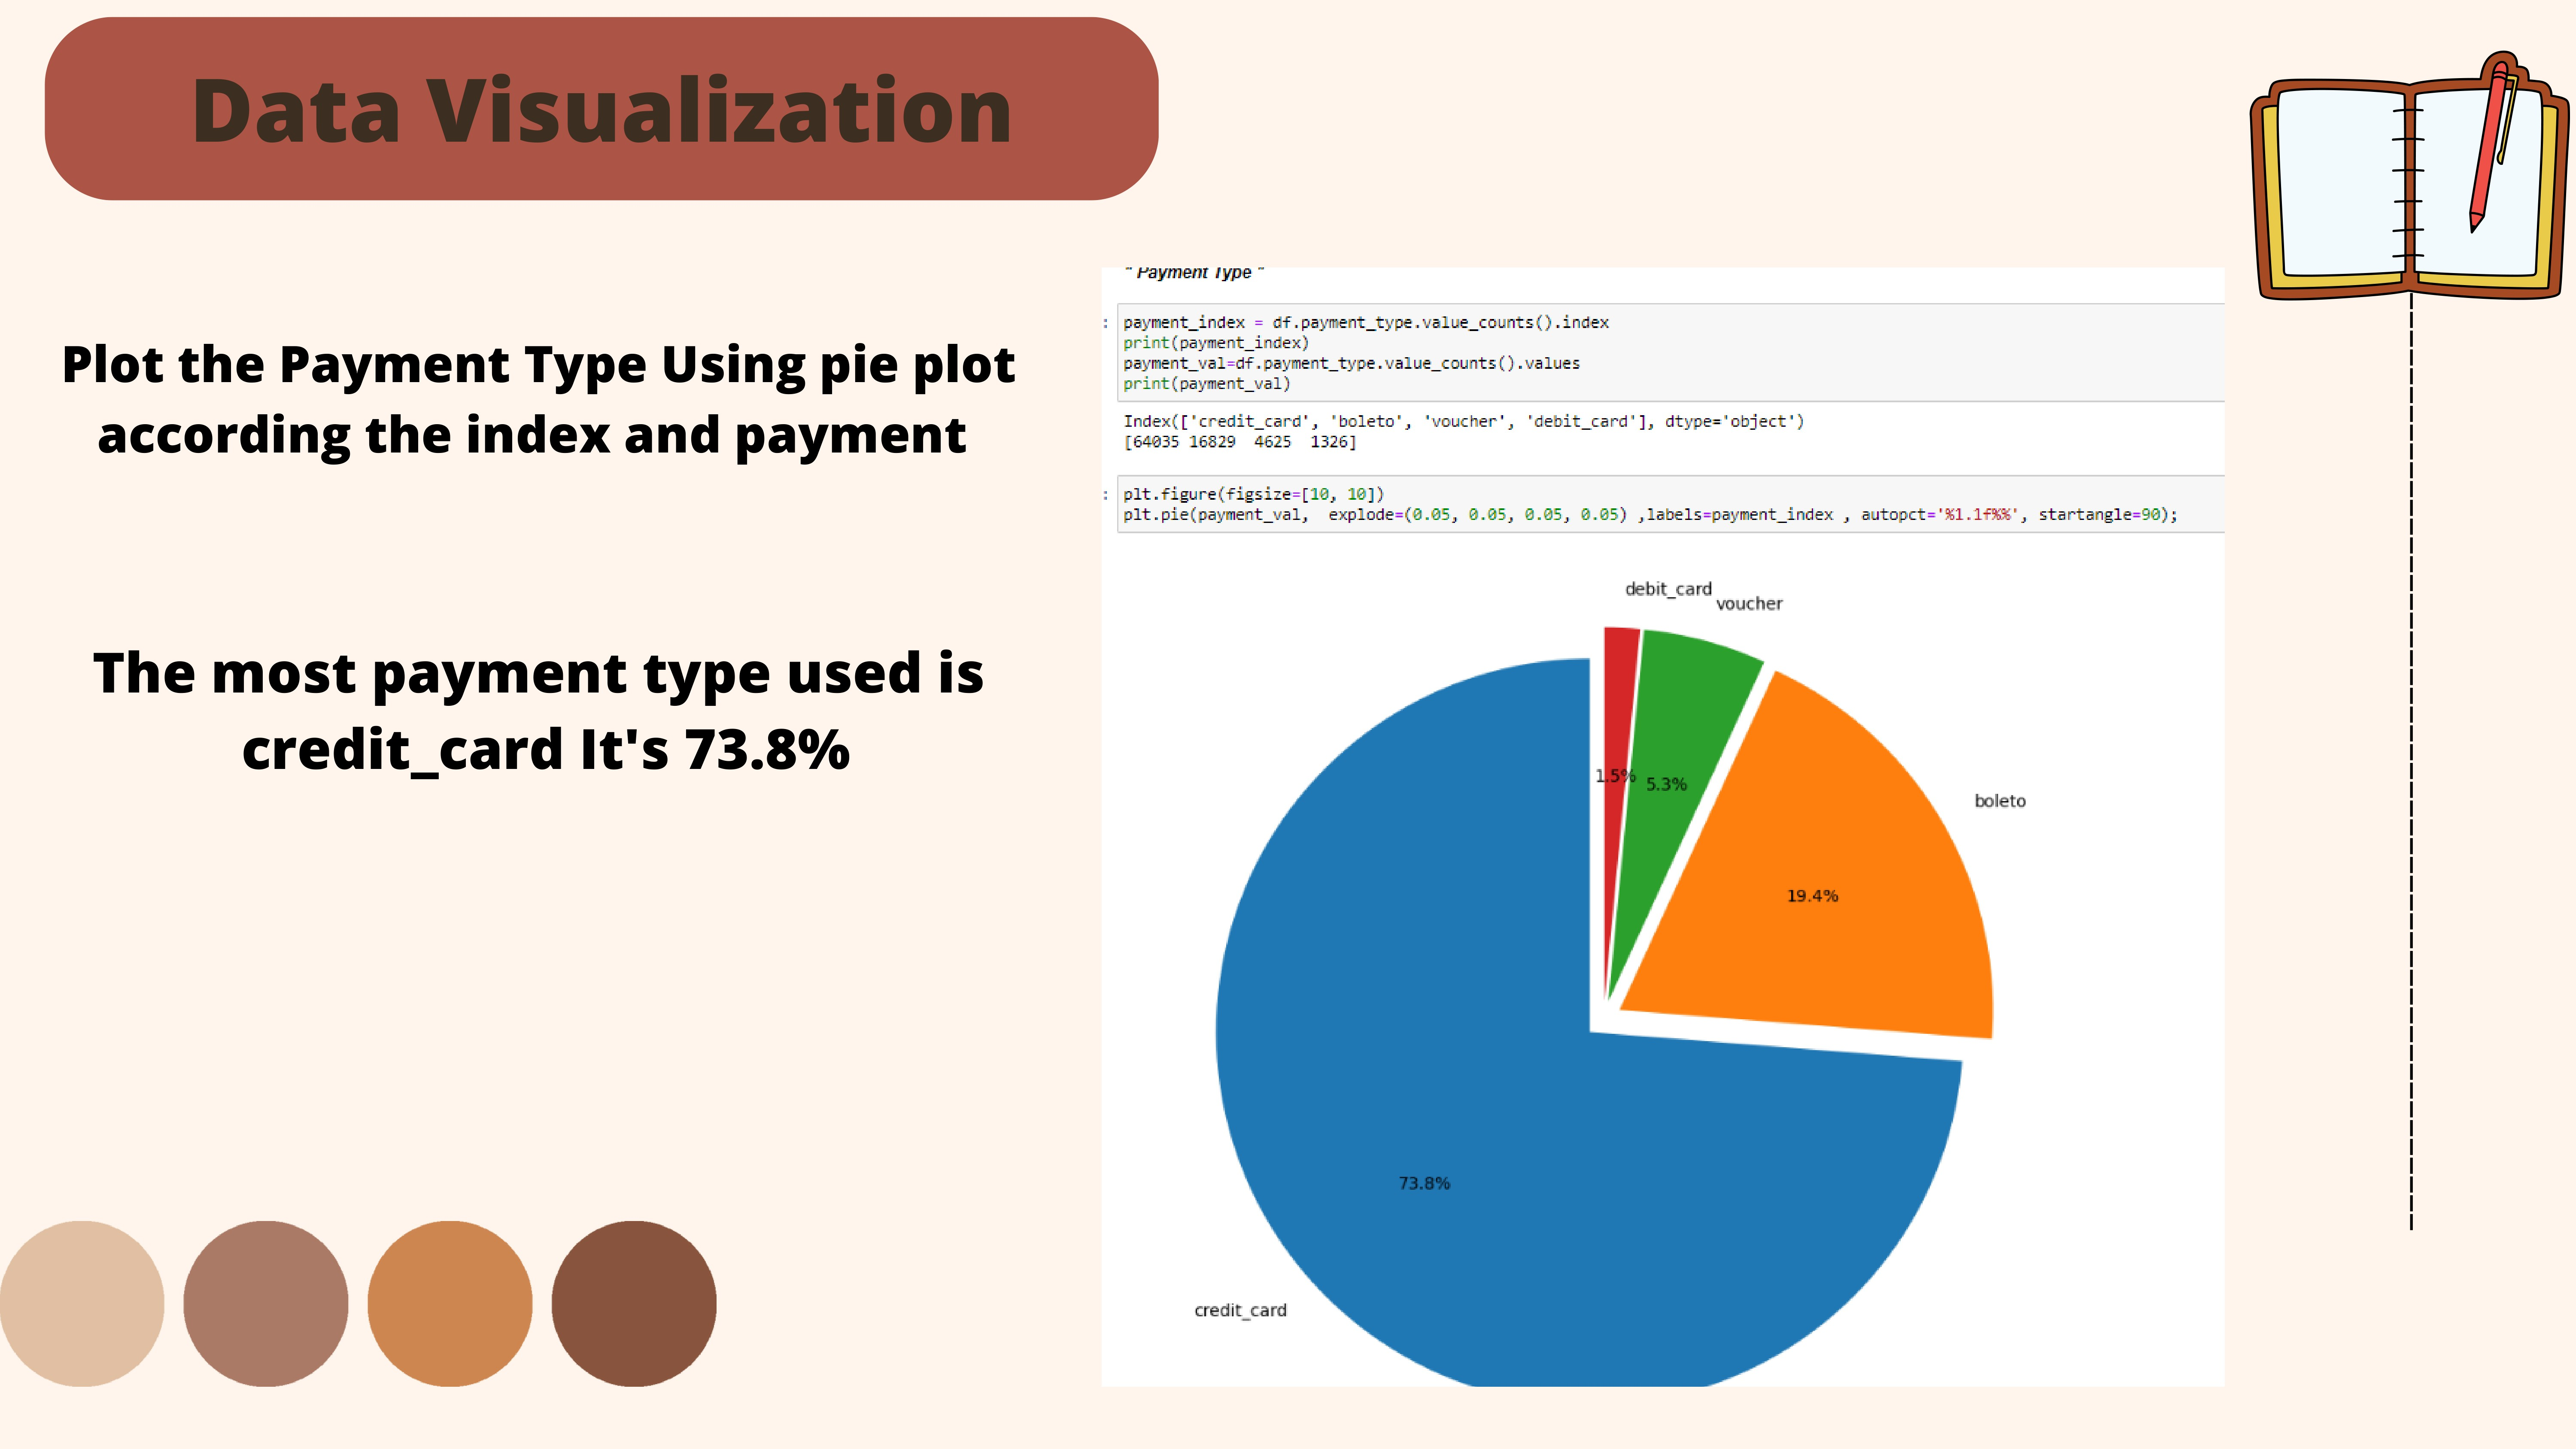 Data Visualization
Plot the Payment Type Using pie plot
according the index and payment
The most payment type used is
credit_card It's 73.8%
" Payment Type "
: payment_index = df.payment_type.value_counts().index
print(payment_index)
payment_val=df.payment_type.value_counts().values
print(payment_val)
Index(['credit_card', 'boleto', 'voucher', 'debit_card'], dtype='object')
[64035 16829  4625  1326]
: plt.figure(figsize=[10, 10])
plt.pie(payment_val,  explode=(0.05, 0.05, 0.05, 0.05) ,labels=payment_index , autopct='%1.1f%%', startangle=90);
debit_card
voucher
1.5%
5.3%
boleto
19.4%
73.8%
credit_card